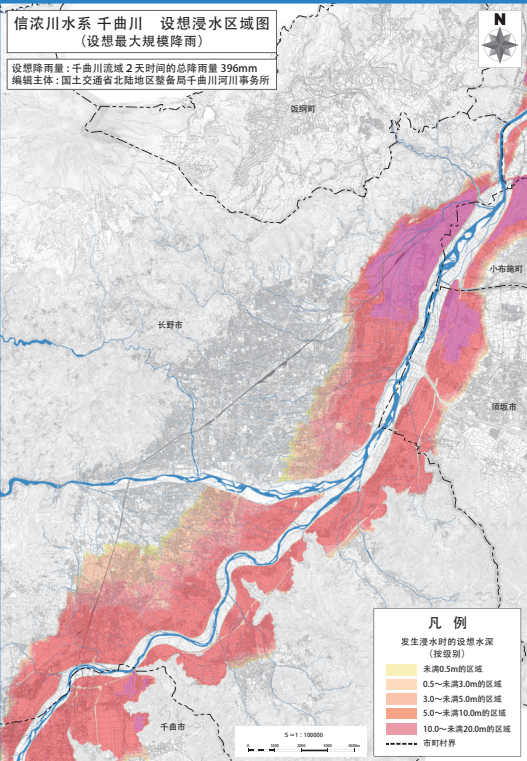 信浓川水系 千曲川　设想浸水区域图
（设想最大規模降雨）
设想降雨量：千曲川流域２天时间的总降雨量 396mm
编辑主体：国土交通省北陆地区整备局千曲川河川事务所
N
饭纲町
小布施町
长野市
须坂市
千曲市
凡 例
发生浸水时的设想水深
（按级别）
未满0.5m的区域
0.5～未满3.0m的区域
3.0～未满5.0m的区域
5.0～未满10.0m的区域
10.0～未满20.0m的区域
市町村界
S＝1：100000
0 1000 2000 3000 4000m